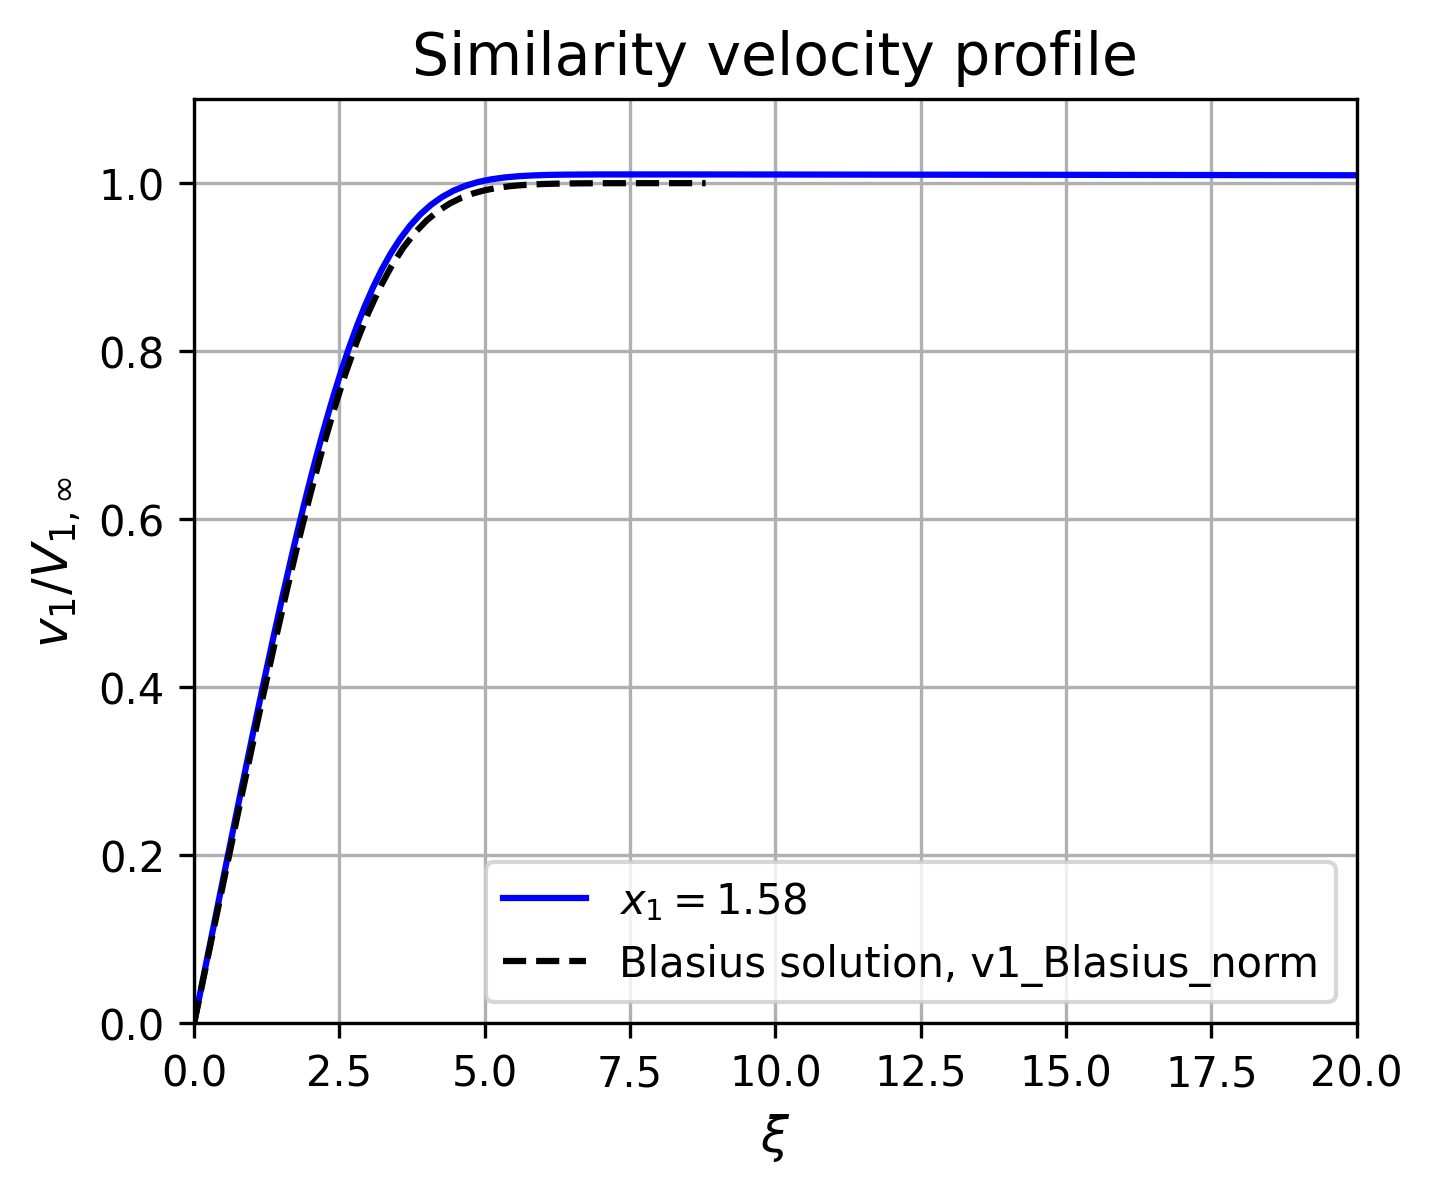 Similarity velocity profile
1.0
0.8
0.6
0.4
0.2
0.0
v₁/V₁,∞
x₁ = 1.58
Blasius solution, v1_Blasius_norm
0.0 2.5 5.0 7.5 10.0 12.5 15.0 17.5 20.0
ξ